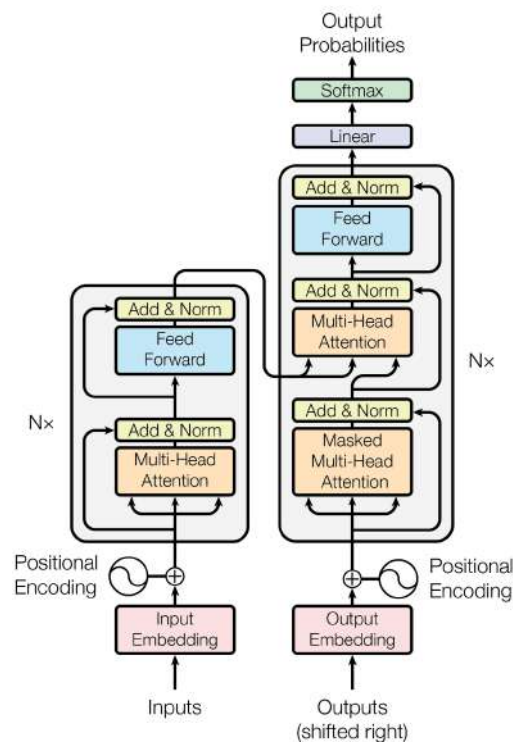 Output
Probabilities
Softmax
Linear
Add & Norm
Feed
Forward
Add & Norm
Multi-Head
Attention
Add & Norm
Masked
Multi-Head
Attention
N×
Positional
Encoding
Output
Embedding
Outputs
(shifted right)
Add & Norm
Feed
Forward
Add & Norm
Multi-Head
Attention
N×
Positional
Encoding
Input
Embedding
Inputs